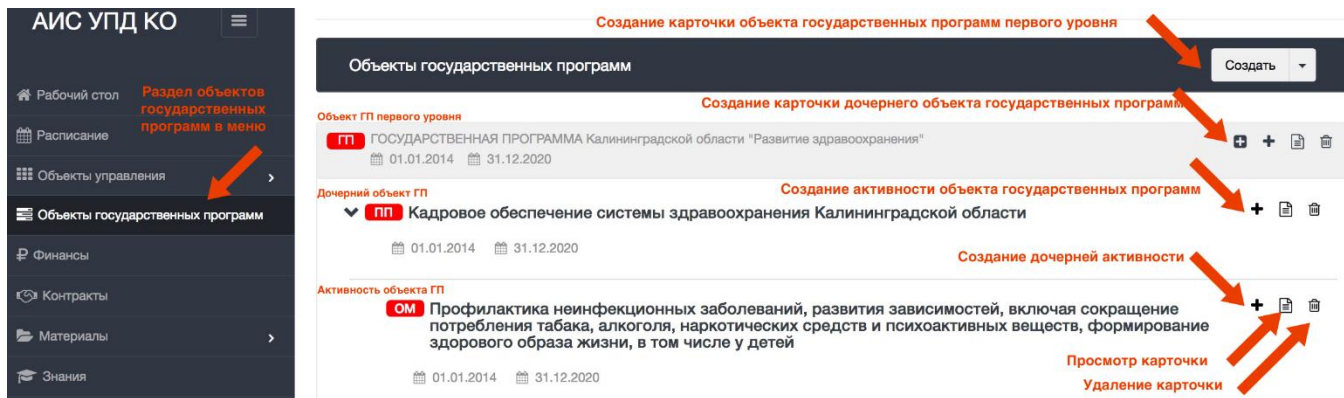 АИС УПД КО
Рабочий стол
Раздел объектов
государственных
программ в меню
Расписание
Объекты управления
Объекты государственных программ
Финансы
Контракты
Материалы
Знания
Создание карточки объекта государственных программ первого уровня
Объекты государственных программ
Создать
Создание карточки дочернего объекта государственных программ
Объект ГП первого уровня
ГП ГОСУДАРСТВЕННАЯ ПРОГРАММА Калининградской области "Развитие здравоохранения"
01.01.2014 31.12.2020
Дочерний объект ГП
Создание активности объекта государственных программ
ПП Кадровое обеспечение системы здравоохранения Калининградской области
01.01.2014 31.12.2020
Создание дочерней активности
Активность объекта ГП
ОМ Профилактика неинфекционных заболеваний, развития зависимостей, включая сокращение
потребления табака, алкоголя, наркотических средств и психоактивных веществ, формирование
здорового образа жизни, в том числе у детей
Просмотр карточки
01.01.2014 31.12.2020
Удаление карточки